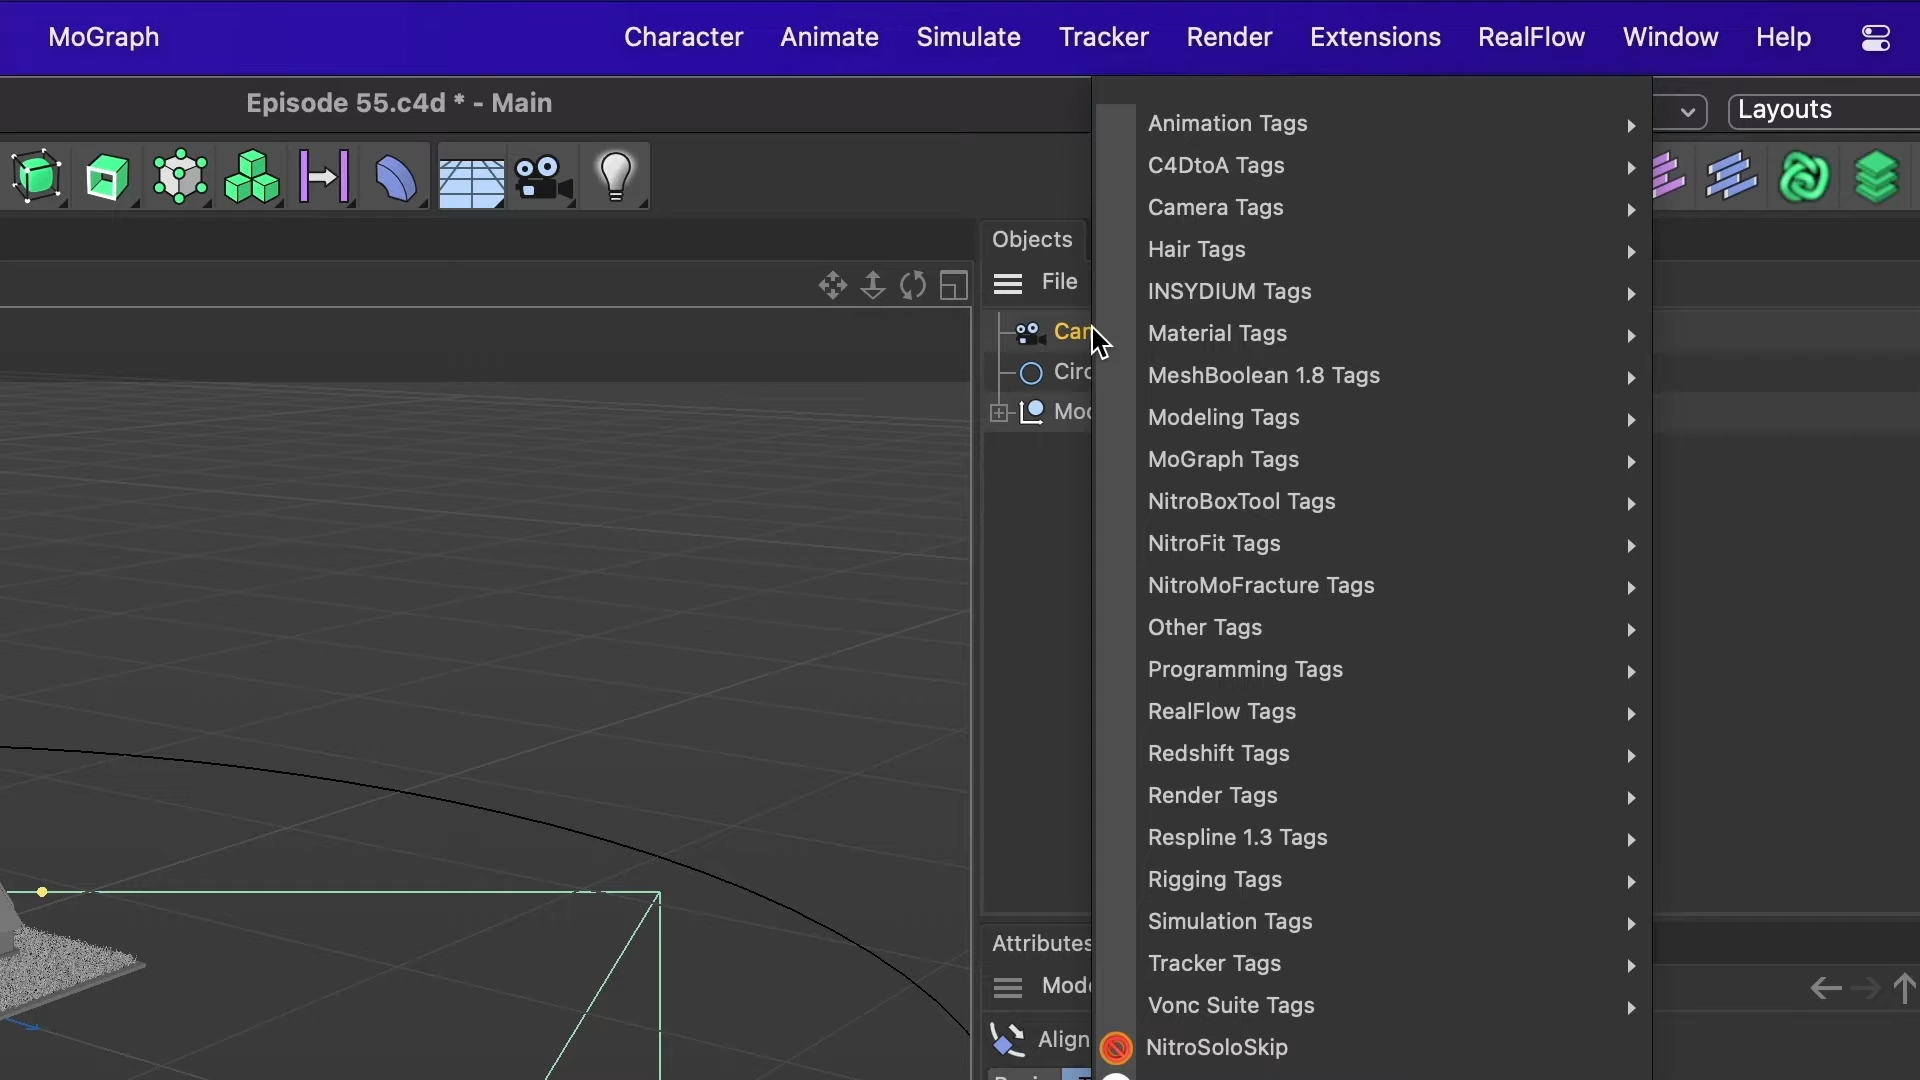 MoGraph Character Animate Simulate Tracker Render Extensions RealFlow Window Help
Episode 55.c4d * - Main
Layouts
Objects
File
Cam
Circ
Attributes
Align
Animation Tags
C4DtoA Tags
Camera Tags
Hair Tags
INSYDIUM Tags
Material Tags
MeshBoolean 1.8 Tags
Modeling Tags
MoGraph Tags
NitroBoxTool Tags
NitroFit Tags
NitroMoFracture Tags
Other Tags
Programming Tags
RealFlow Tags
Redshift Tags
Render Tags
Respline 1.3 Tags
Rigging Tags
Simulation Tags
Tracker Tags
Vonc Suite Tags
NitroSoloSkip